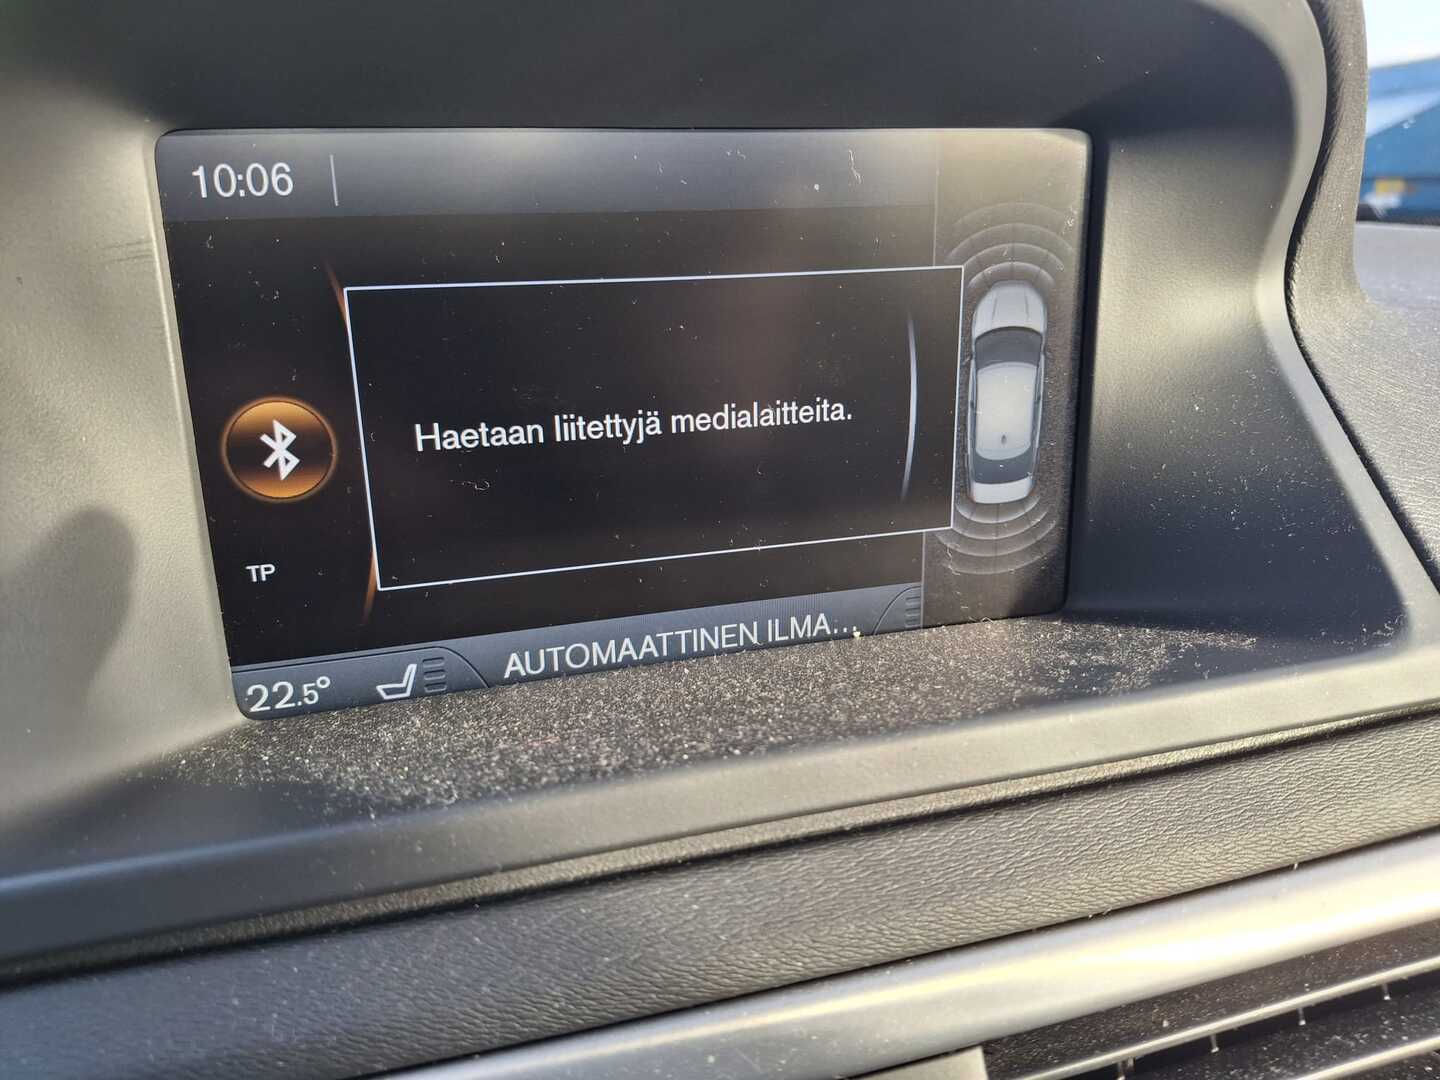 10:06
Haetaan liitettyjä medialaitteita.
TP
AUTOMAATTINEN ILMA...
22.5°